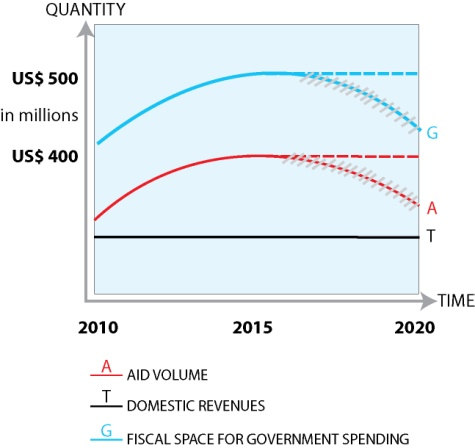 QUANTITY
US$ 500
in millions
US$ 400
G
A
T
TIME
2010 2015 2020
A AID VOLUME
T DOMESTIC REVENUES
G FISCAL SPACE FOR GOVERNMENT SPENDING